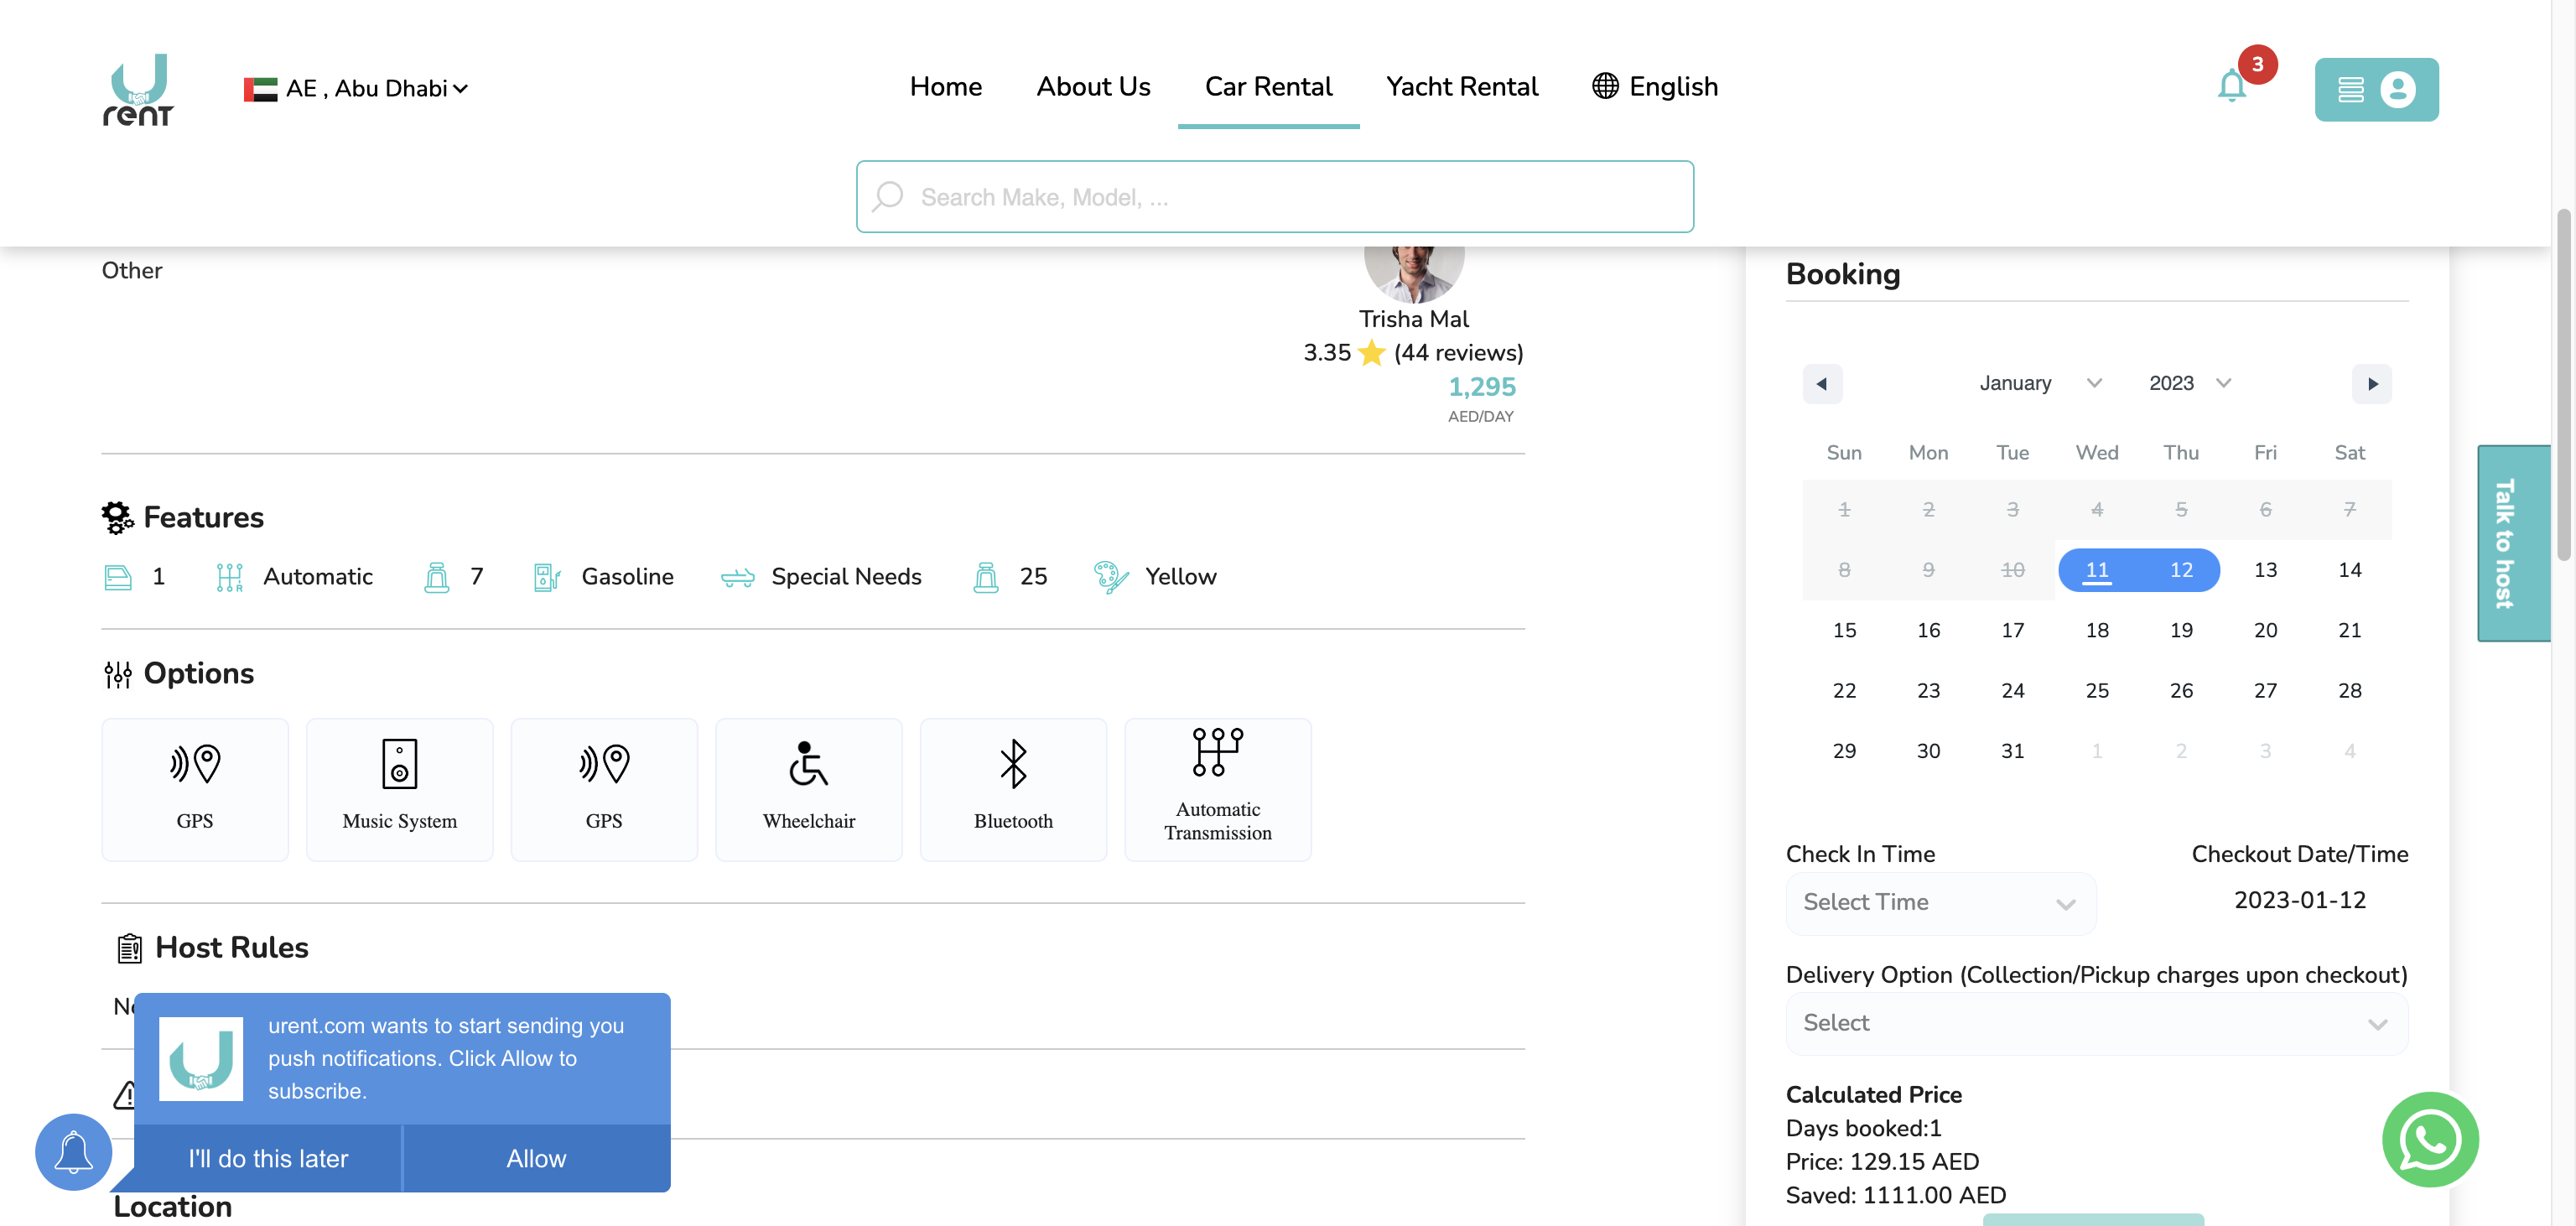 rent
AE , Abu Dhabi
Home
About Us
Car Rental
Yacht Rental
English
3
Search Make, Model, ...
Other
Trisha Mal
3.35 (44 reviews)
1,295
AED/DAY
Features
1
Automatic
7
Gasoline
Special Needs
25
Yellow
Options
GPS
Music System
GPS
Wheelchair
Bluetooth
Automatic
Transmission
Host Rules
urent.com wants to start sending you
push notifications. Click Allow to
subscribe.
I'll do this later
Allow
Location
Booking
January
2023
Sun Mon Tue Wed Thu Fri Sat
1 2 3 4 5 6 7
8 9 10 11 12 13 14
15 16 17 18 19 20 21
22 23 24 25 26 27 28
29 30 31 1 2 3 4
Check In Time
Select Time
Checkout Date/Time
2023-01-12
Delivery Option (Collection/Pickup charges upon checkout)
Select
Calculated Price
Days booked:1
Price: 129.15 AED
Saved: 1111.00 AED
Talk to host